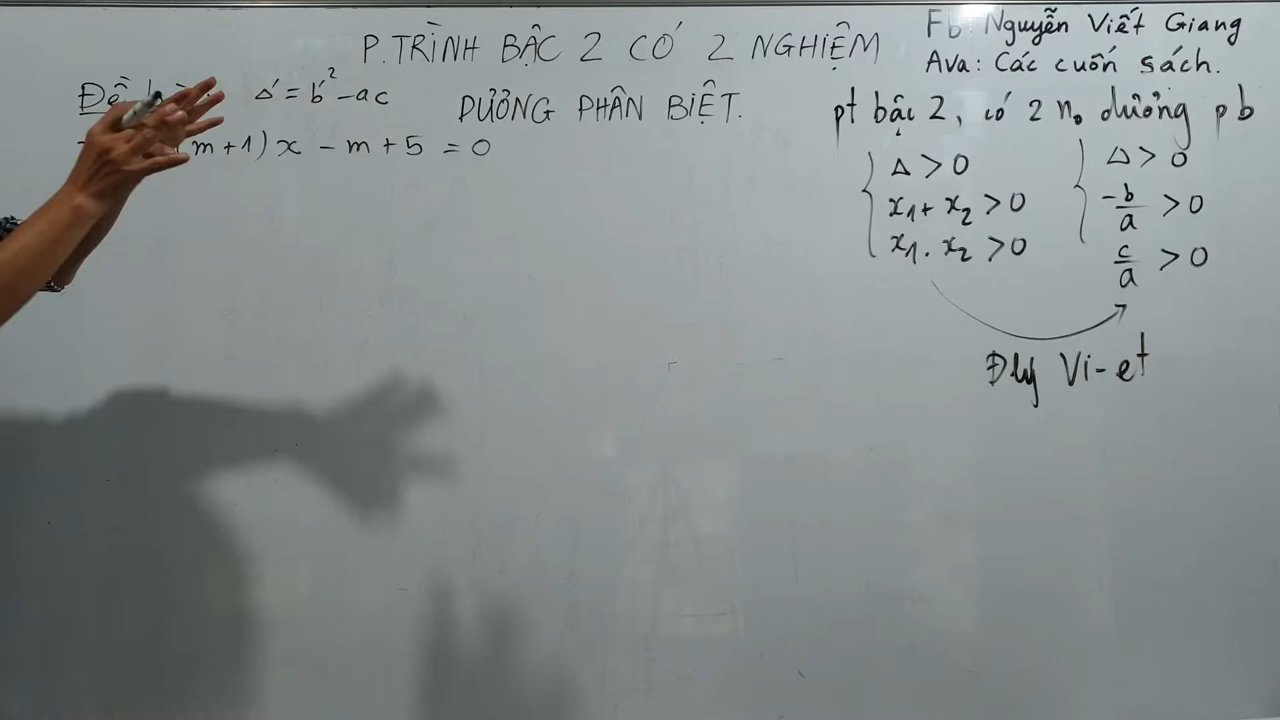 P.TRÌNH BẬC 2 CÓ 2 NGHIỆM
DƯƠNG PHÂN BIỆT.
Fb: Nguyễn Viết Giang
Ava: Các cuốn sách.
Đề
Δ' = b'² - ac
(m + 1) x - m + 5 = 0
pt bậc 2, có 2 no dương pb
Δ > 0
x₁ + x₂ > 0
x₁ . x₂ > 0
Δ > 0
-b/a > 0
c/a > 0
Đlý Vi-et